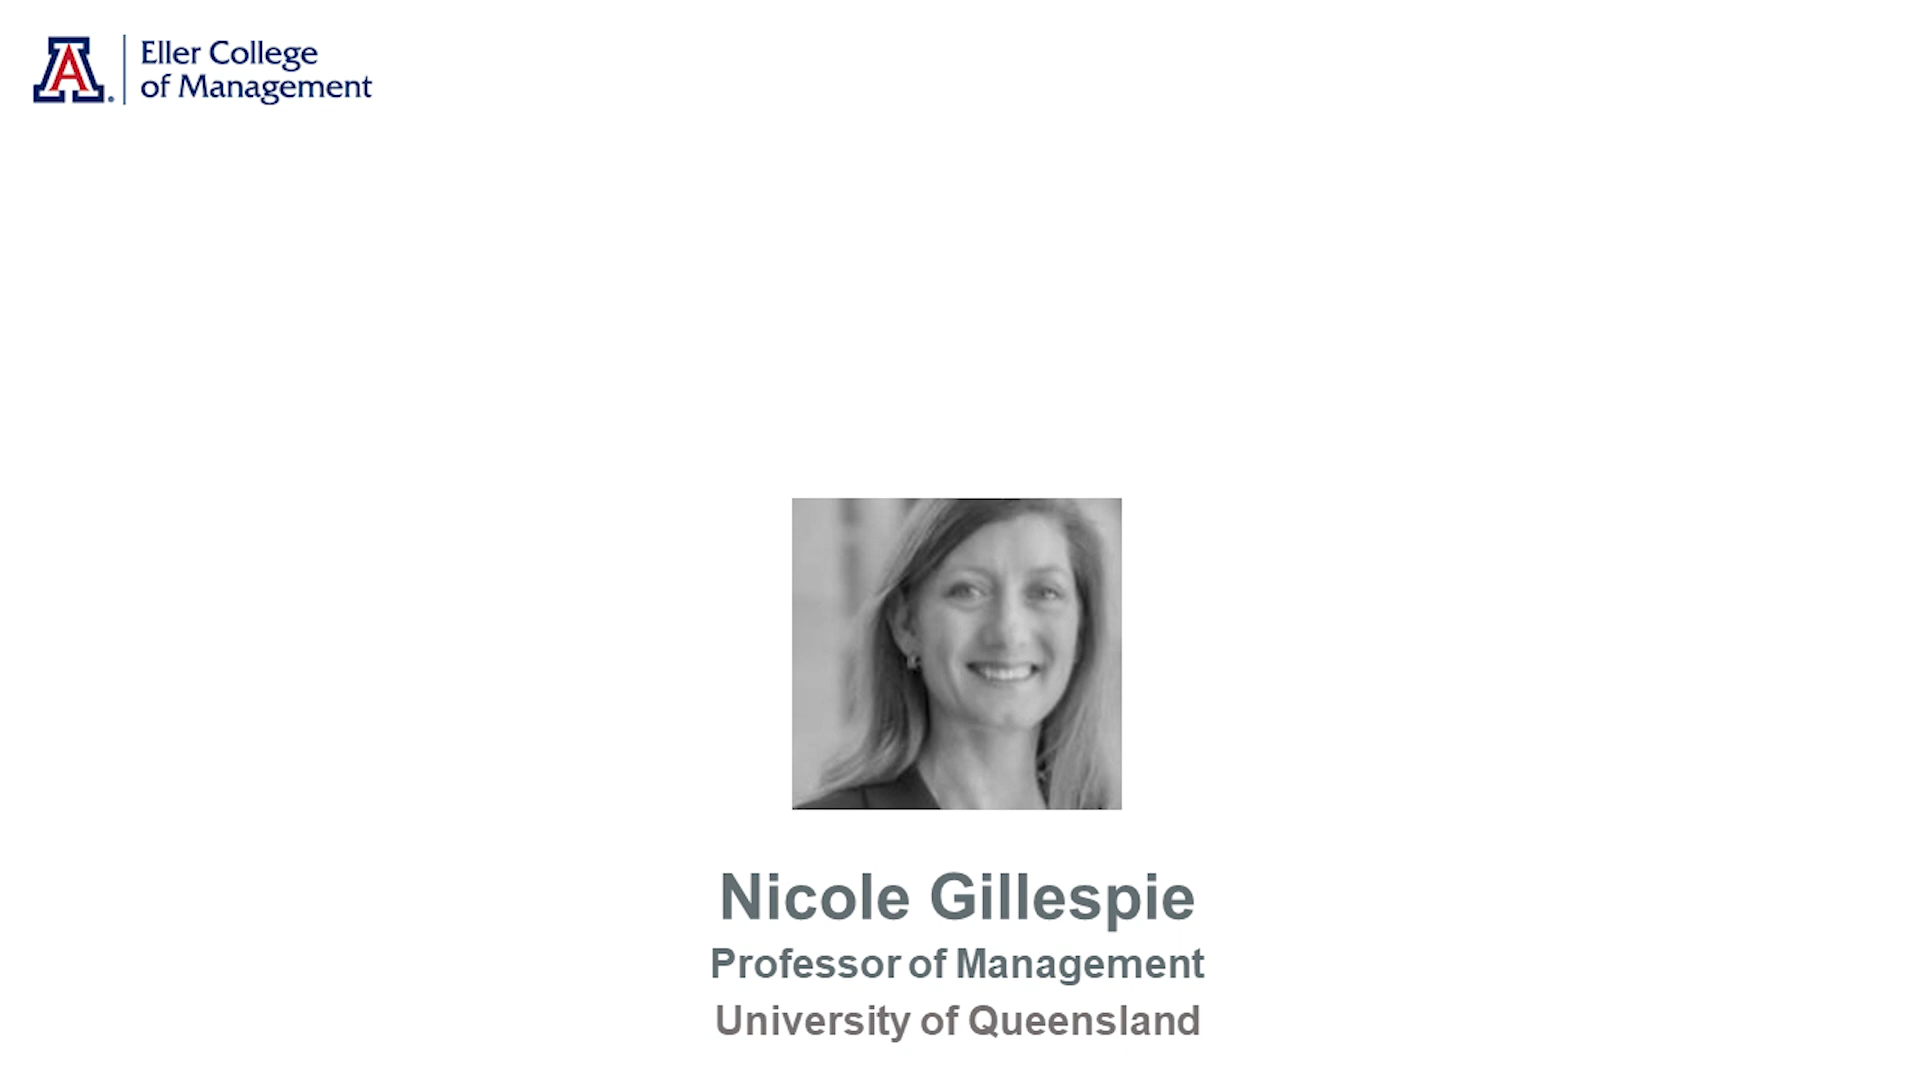 A
Eller College
of Management
Nicole Gillespie
Professor of Management
University of Queensland